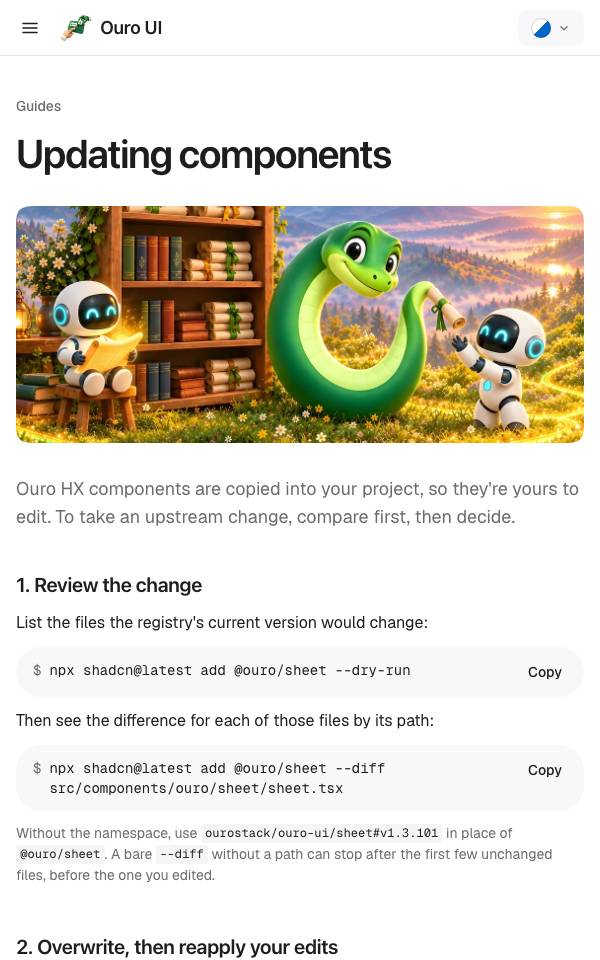 Ouro UI
Guides
Updating components
Ouro HX components are copied into your project, so they're yours to
edit. To take an upstream change, compare first, then decide.
1. Review the change
List the files the registry's current version would change:
$ npx shadcn@latest add @ouro/sheet --dry-run
Copy
Then see the difference for each of those files by its path:
$ npx shadcn@latest add @ouro/sheet --diff
src/components/ouro/sheet/sheet.tsx
Copy
Without the namespace, use ourostack/ouro-ui/sheet#v1.3.101 in place of
@ouro/sheet. A bare --diff without a path can stop after the first few unchanged
files, before the one you edited.
2. Overwrite, then reapply your edits